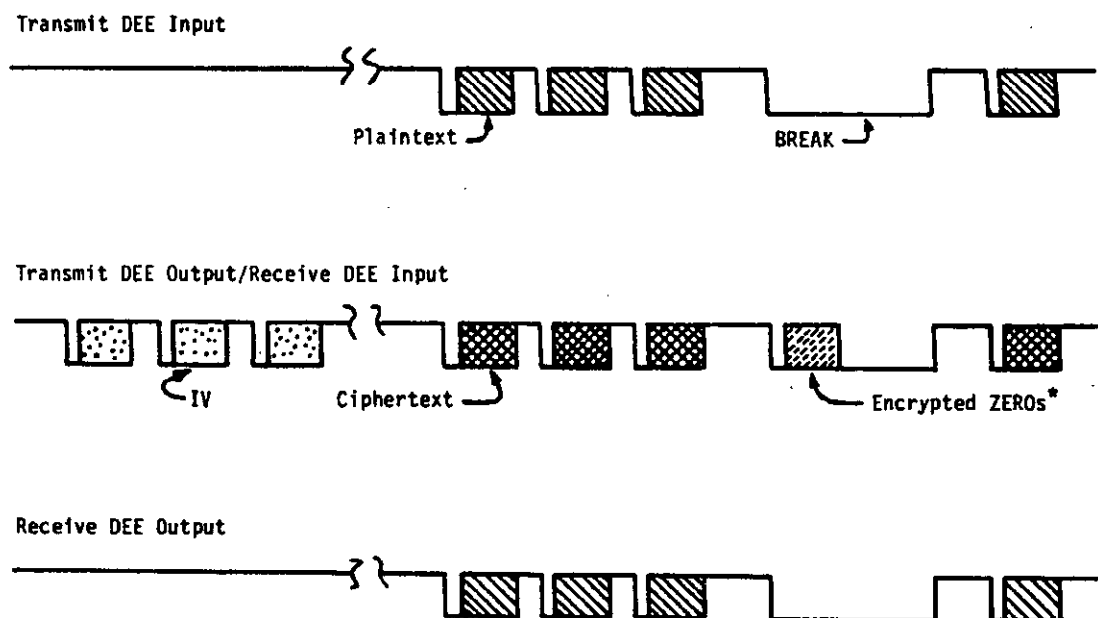 Transmit DEE Input
Plaintext
BREAK
Transmit DEE Output/Receive DEE Input
IV
Ciphertext
Encrypted ZEROs*
Receive DEE Output